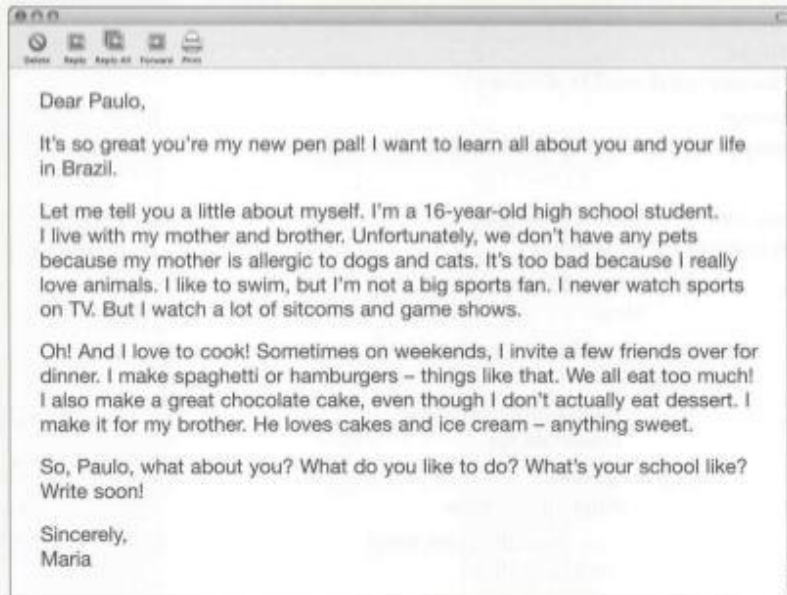 Delete Reply Reply All Forward Print
Dear Paulo,
It's so great you're my new pen pal! I want to learn all about you and your life
in Brazil.
Let me tell you a little about myself. I'm a 16-year-old high school student.
I live with my mother and brother. Unfortunately, we don't have any pets
because my mother is allergic to dogs and cats. It's too bad because I really
love animals. I like to swim, but I'm not a big sports fan. I never watch sports
on TV. But I watch a lot of sitcoms and game shows.
Oh! And I love to cook! Sometimes on weekends, I invite a few friends over for
dinner. I make spaghetti or hamburgers – things like that. We all eat too much!
I also make a great chocolate cake, even though I don't actually eat dessert. I
make it for my brother. He loves cakes and ice cream – anything sweet.
So, Paulo, what about you? What do you like to do? What's your school like?
Write soon!
Sincerely,
Maria